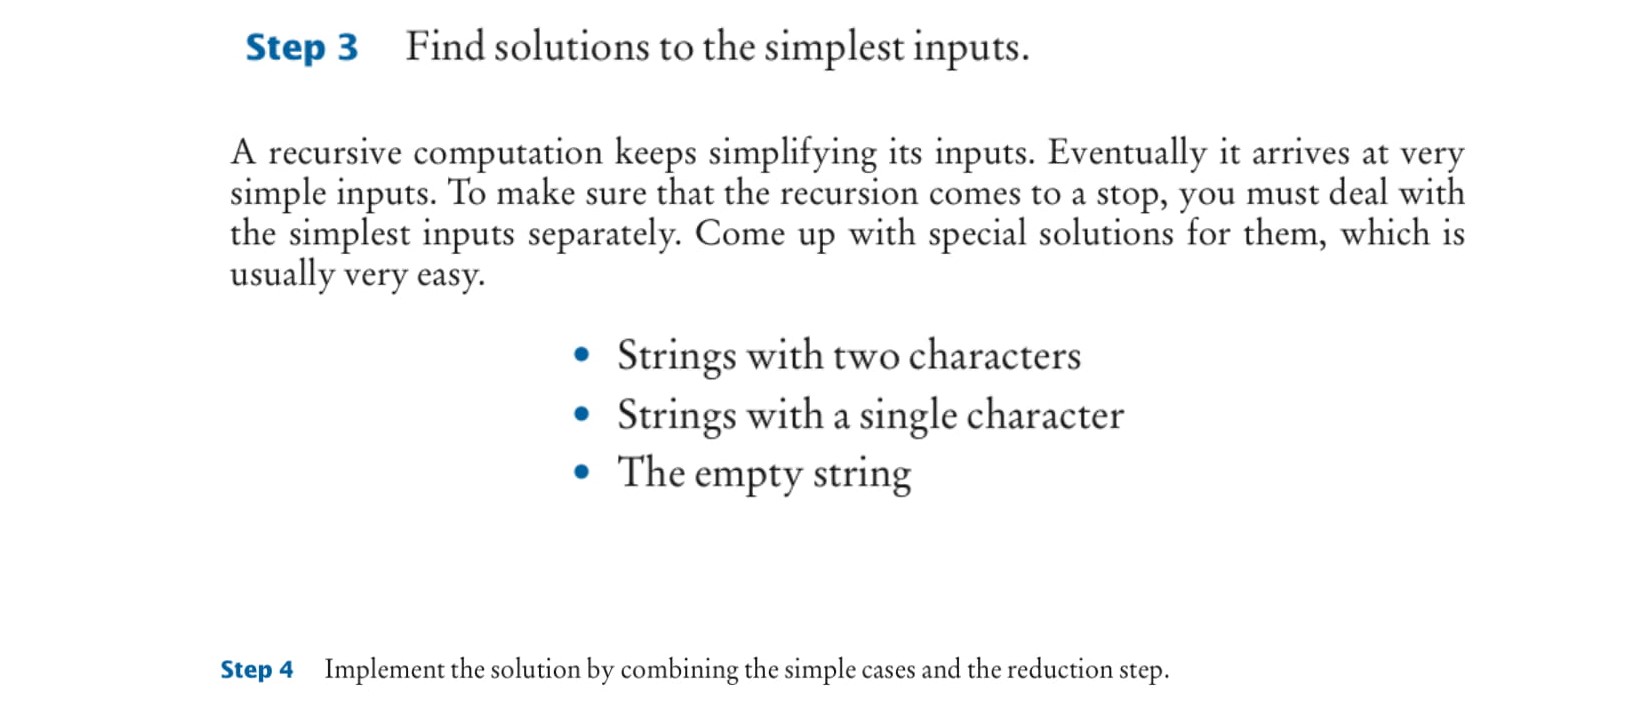 Step 3 Find solutions to the simplest inputs.
A recursive computation keeps simplifying its inputs. Eventually it arrives at very
simple inputs. To make sure that the recursion comes to a stop, you must deal with
the simplest inputs separately. Come up with special solutions for them, which is
usually very easy.
• Strings with two characters
• Strings with a single character
• The empty string
Step 4 Implement the solution by combining the simple cases and the reduction step.